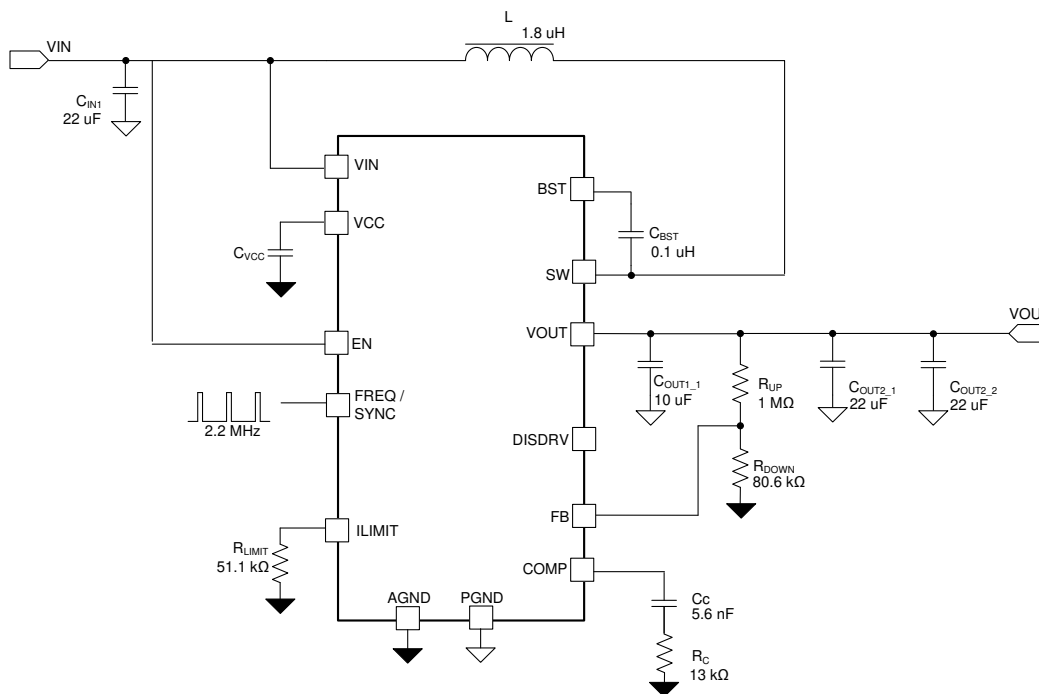 L
1.8 uH
VIN
CIN1
22 uF
VIN
BST
VCC
CBST
0.1 uH
CVCC
SW
VOUT
VOU
EN
COUT1_1
10 uF
RUP
1 MΩ
COUT2_1
22 uF
COUT2_2
22 uF
FREQ /
SYNC
2.2 MHz
DISDRV
RDOWN
80.6 kΩ
FB
ILIMIT
RLIMIT
51.1 kΩ
COMP
AGND
PGND
Cc
5.6 nF
RC
13 kΩ